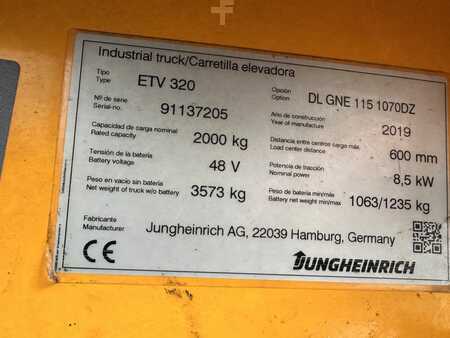 Industrial truck/Carretilla elevadora
Tipo
Type ETV 320
Opción
Option DL GNE 115 1070DZ
Nº de serie
Serial-no. 91137205
Año de construcción
Year of manufacture 2019
Capacidad de carga nominal
Rated capacity 2000 kg
Distancia entre centros carga máx.
Load center distance 600 mm
Tensión de la batería
Battery voltage 48 V
Potencia de tracción
Nominal power 8,5 kW
Peso en vacío sin batería
Net weight of truck w/o battery 3573 kg
Peso de batería mín/máx
Battery net weight min/max 1063/1235 kg
Fabricante
Manufacturer Jungheinrich AG, 22039 Hamburg, Germany
CE
JUNGHEINRICH